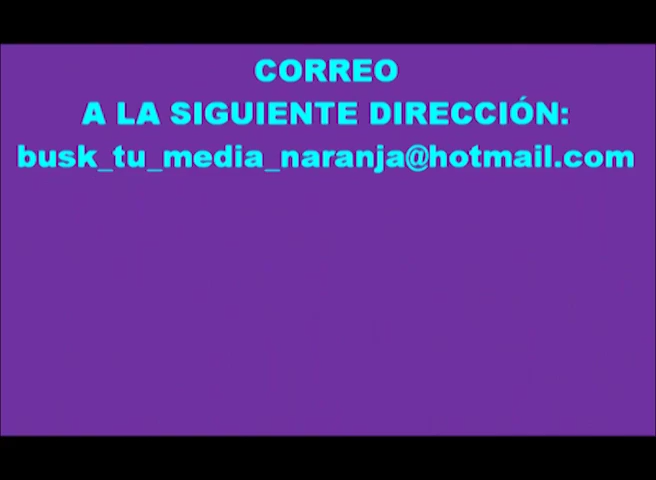 CORREO
A LA SIGUIENTE DIRECCIÓN:
busk_tu_media_naranja@hotmail.com